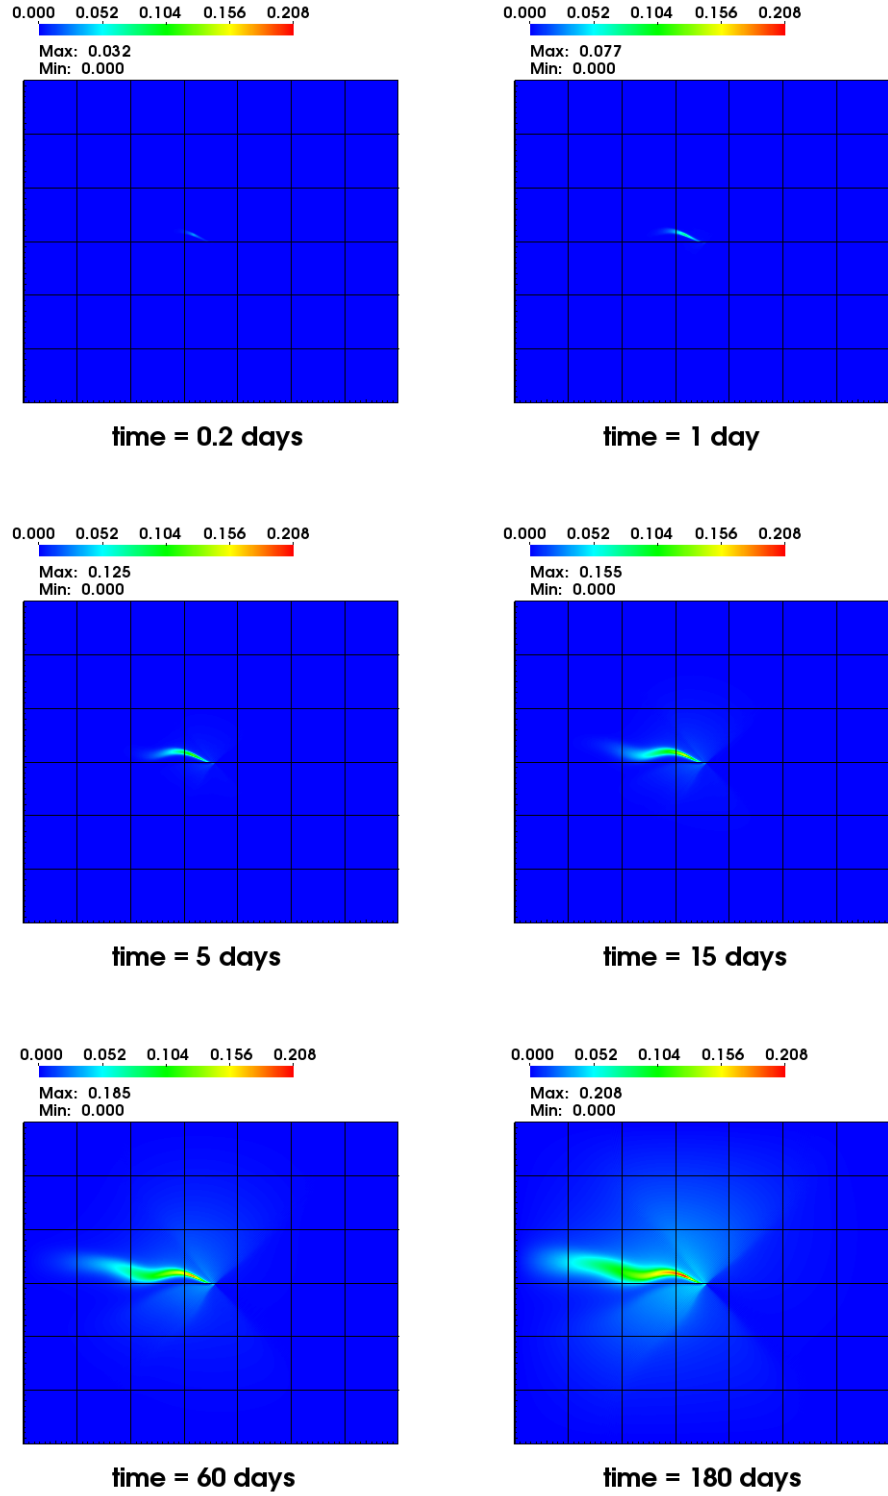 0.000 0.052 0.104 0.156 0.208
Max: 0.032
Min: 0.000
time = 0.2 days
0.000 0.052 0.104 0.156 0.208
Max: 0.077
Min: 0.000
time = 1 day
0.000 0.052 0.104 0.156 0.208
Max: 0.125
Min: 0.000
time = 5 days
0.000 0.052 0.104 0.156 0.208
Max: 0.155
Min: 0.000
time = 15 days
0.000 0.052 0.104 0.156 0.208
Max: 0.185
Min: 0.000
time = 60 days
0.000 0.052 0.104 0.156 0.208
Max: 0.208
Min: 0.000
time = 180 days